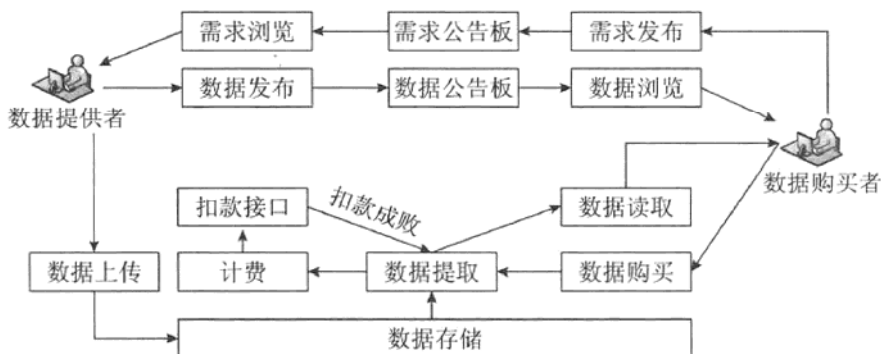 需求浏览
需求公告板
需求发布
数据发布
数据公告板
数据浏览
数据提供者
数据购买者
扣款接口
扣款成败
数据读取
数据上传
计费
数据提取
数据购买
数据存储